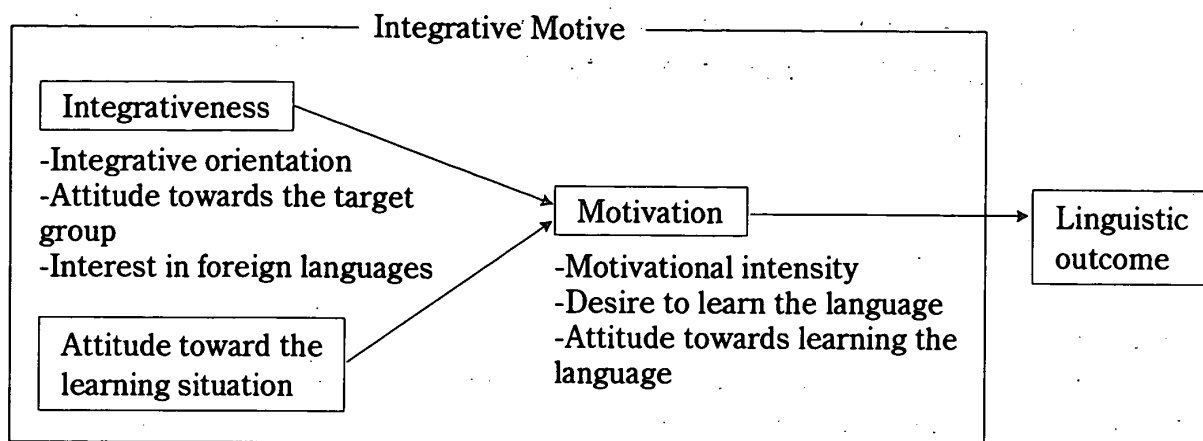 Integrative Motive
Integrativeness
-Integrative orientation
-Attitude towards the target
group
-Interest in foreign languages
Attitude toward the
learning situation
Motivation
-Motivational intensity
-Desire to learn the language
-Attitude towards learning the
language
Linguistic
outcome